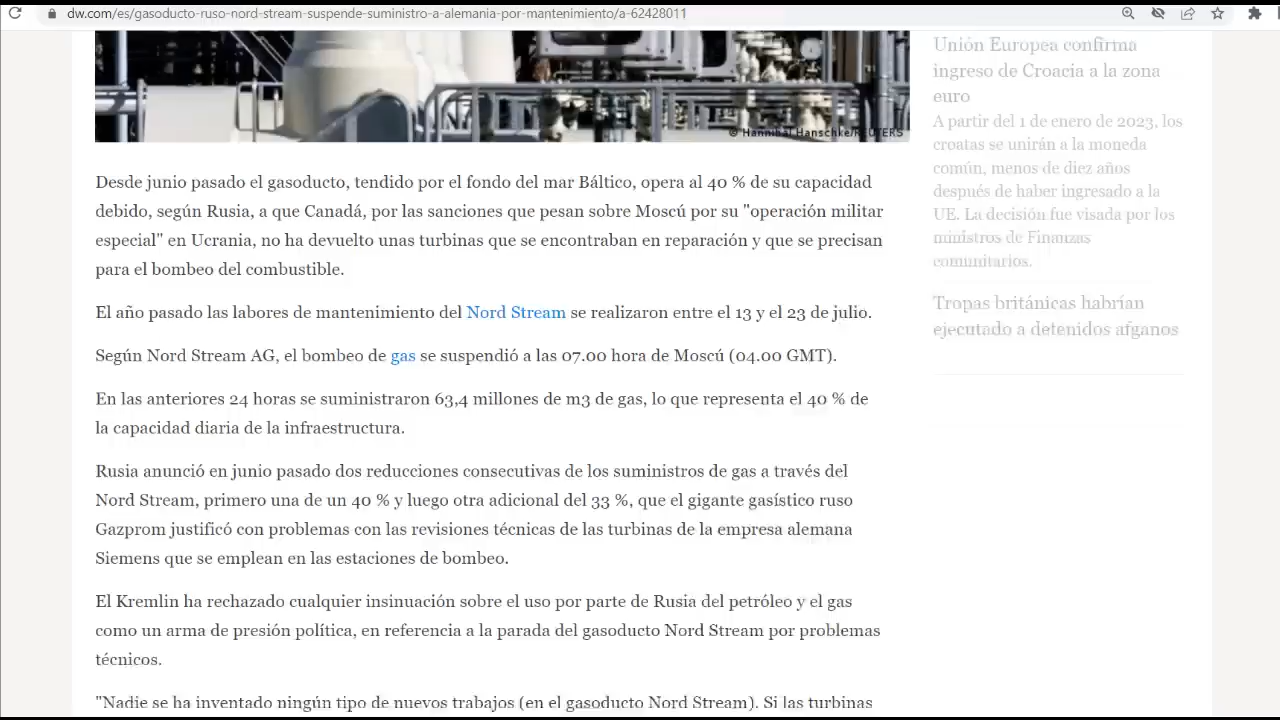 dw.com/es/gasoducto-ruso-nord-stream-suspende-suministro-a-alemania-por-mantenimiento/a-62428011
© Hannibal Hanschke/REUTERS
Desde junio pasado el gasoducto, tendido por el fondo del mar Báltico, opera al 40 % de su capacidad
debido, según Rusia, a que Canadá, por las sanciones que pesan sobre Moscú por su "operación militar
especial" en Ucrania, no ha devuelto unas turbinas que se encontraban en reparación y que se precisan
para el bombeo del combustible.
El año pasado las labores de mantenimiento del Nord Stream se realizaron entre el 13 y el 23 de julio.
Según Nord Stream AG, el bombeo de gas se suspendió a las 07.00 hora de Moscú (04.00 GMT).
En las anteriores 24 horas se suministraron 63,4 millones de m3 de gas, lo que representa el 40 % de
la capacidad diaria de la infraestructura.
Rusia anunció en junio pasado dos reducciones consecutivas de los suministros de gas a través del
Nord Stream, primero una de un 40 % y luego otra adicional del 33 %, que el gigante gasístico ruso
Gazprom justificó con problemas con las revisiones técnicas de las turbinas de la empresa alemana
Siemens que se emplean en las estaciones de bombeo.
El Kremlin ha rechazado cualquier insinuación sobre el uso por parte de Rusia del petróleo y el gas
como un arma de presión política, en referencia a la parada del gasoducto Nord Stream por problemas
técnicos.
"Nadie se ha inventado ningún tipo de nuevos trabajos (en el gasoducto Nord Stream). Si las turbinas
Unión Europea confirma
ingreso de Croacia a la zona
euro
A partir del 1 de enero de 2023, los
croatas se unirán a la moneda
común, menos de diez años
después de haber ingresado a la
UE. La decisión fue visada por los
ministros de Finanzas
comunitarios.
Tropas británicas habrían
ejecutado a detenidos afganos